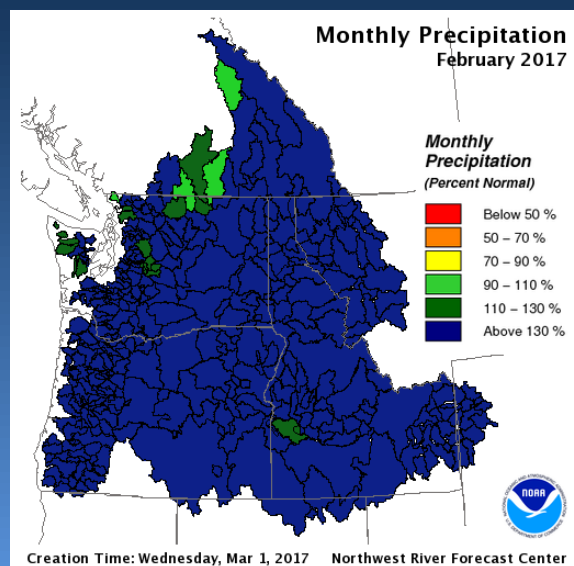 Monthly Precipitation
February 2017
Monthly
Precipitation
(Percent Normal)
Below 50 %
50 – 70 %
70 – 90 %
90 – 110 %
110 – 130 %
Above 130 %
NOAA
Creation Time: Wednesday, Mar 1, 2017 Northwest River Forecast Center